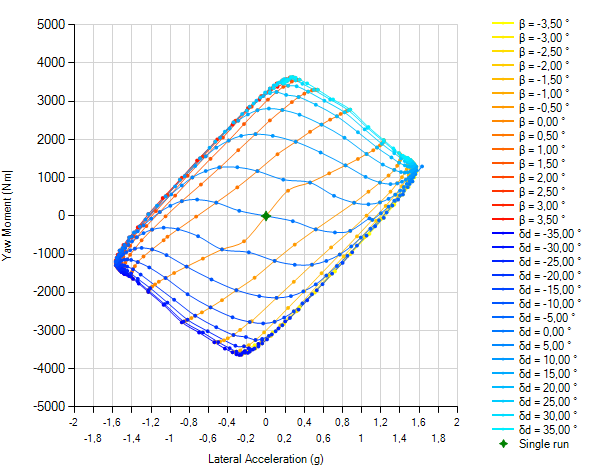 5000
4000
3000
2000
1000
0
-1000
-2000
-3000
-4000
-5000
Yaw Moment [Nm]
-2 -1,6 -1,2 -0,8 -0,4 0 0,4 0,8 1,2 1,6 2
-1,8 -1,4 -1 -0,6 -0,2 0,2 0,6 1 1,4 1,8
Lateral Acceleration (g)
β = -3,50 °
β = -3,00 °
β = -2,50 °
β = -2,00 °
β = -1,50 °
β = -1,00 °
β = -0,50 °
β = 0,00 °
β = 0,50 °
β = 1,00 °
β = 1,50 °
β = 2,00 °
β = 2,50 °
β = 3,00 °
β = 3,50 °
δd = -35,00 °
δd = -30,00 °
δd = -25,00 °
δd = -20,00 °
δd = -15,00 °
δd = -10,00 °
δd = -5,00 °
δd = 0,00 °
δd = 5,00 °
δd = 10,00 °
δd = 15,00 °
δd = 20,00 °
δd = 25,00 °
δd = 30,00 °
δd = 35,00 °
Single run